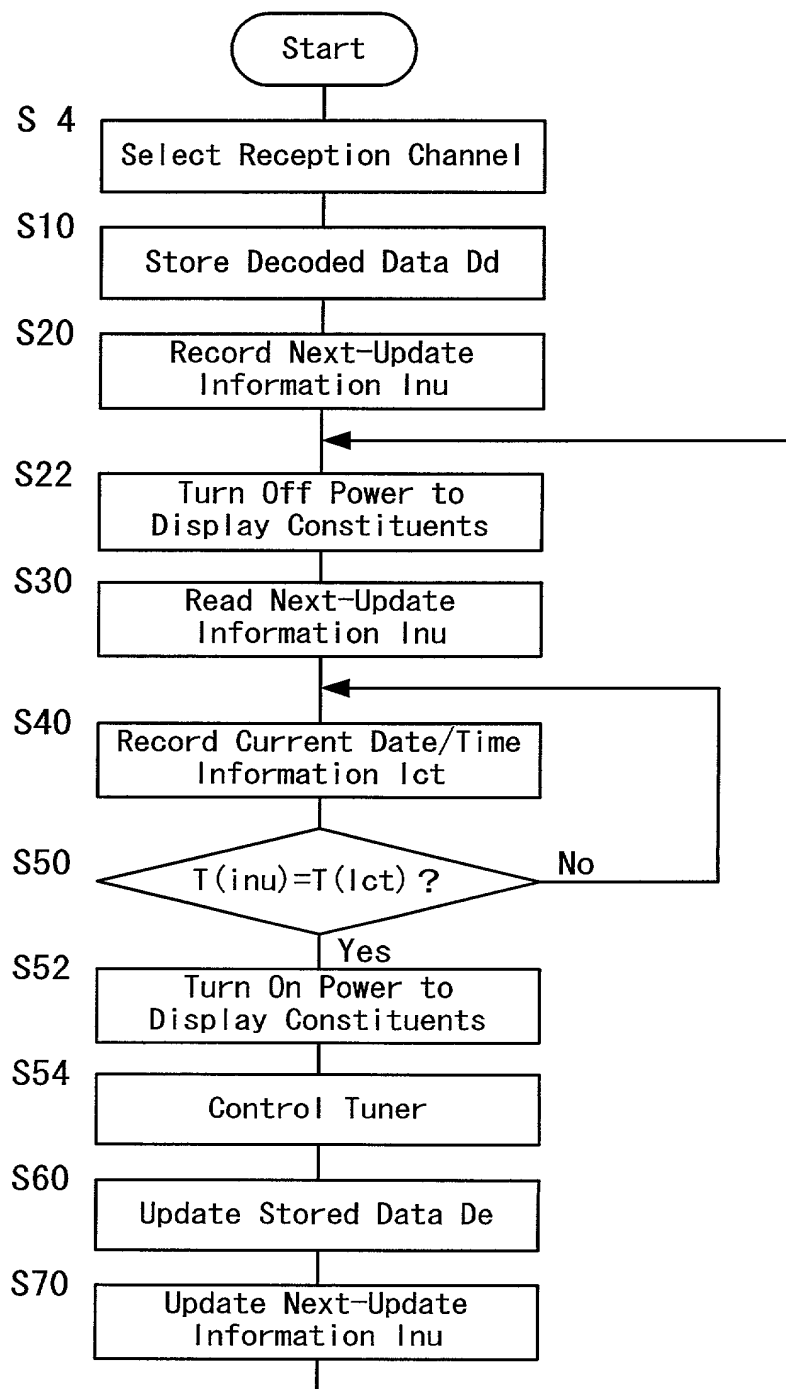 Start
S 4
Select Reception Channel
S10
Store Decoded Data Dd
S20
Record Next-Update
Information Inu
S22
Turn Off Power to
Display Constituents
S30
Read Next-Update
Information Inu
S40
Record Current Date/Time
Information Ict
S50
T(inu)=T(Ict)?
No
Yes
S52
Turn On Power to
Display Constituents
S54
Control Tuner
S60
Update Stored Data De
S70
Update Next-Update
Information Inu